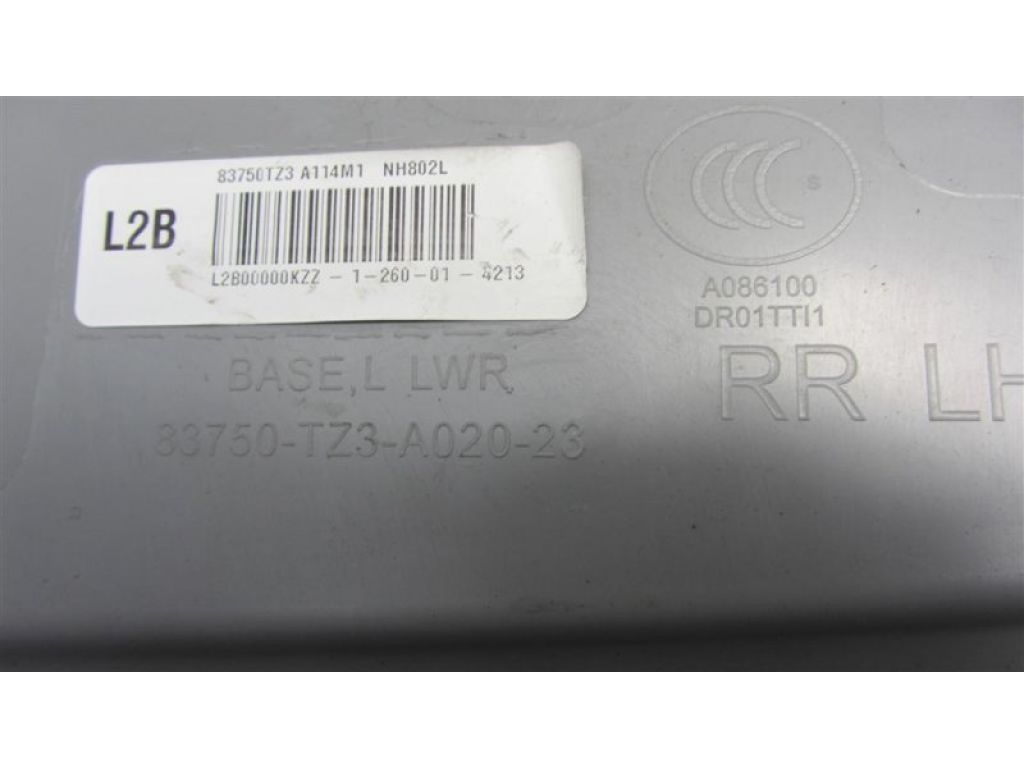 83750TZ3 A114M1 NH802L
L2B
L2B00000KZZ - 1-260-01 - 4213
CCC S
A086100
DR01TTI1
BASE,L LWR
RR LH
83750-TZ3-A020-23